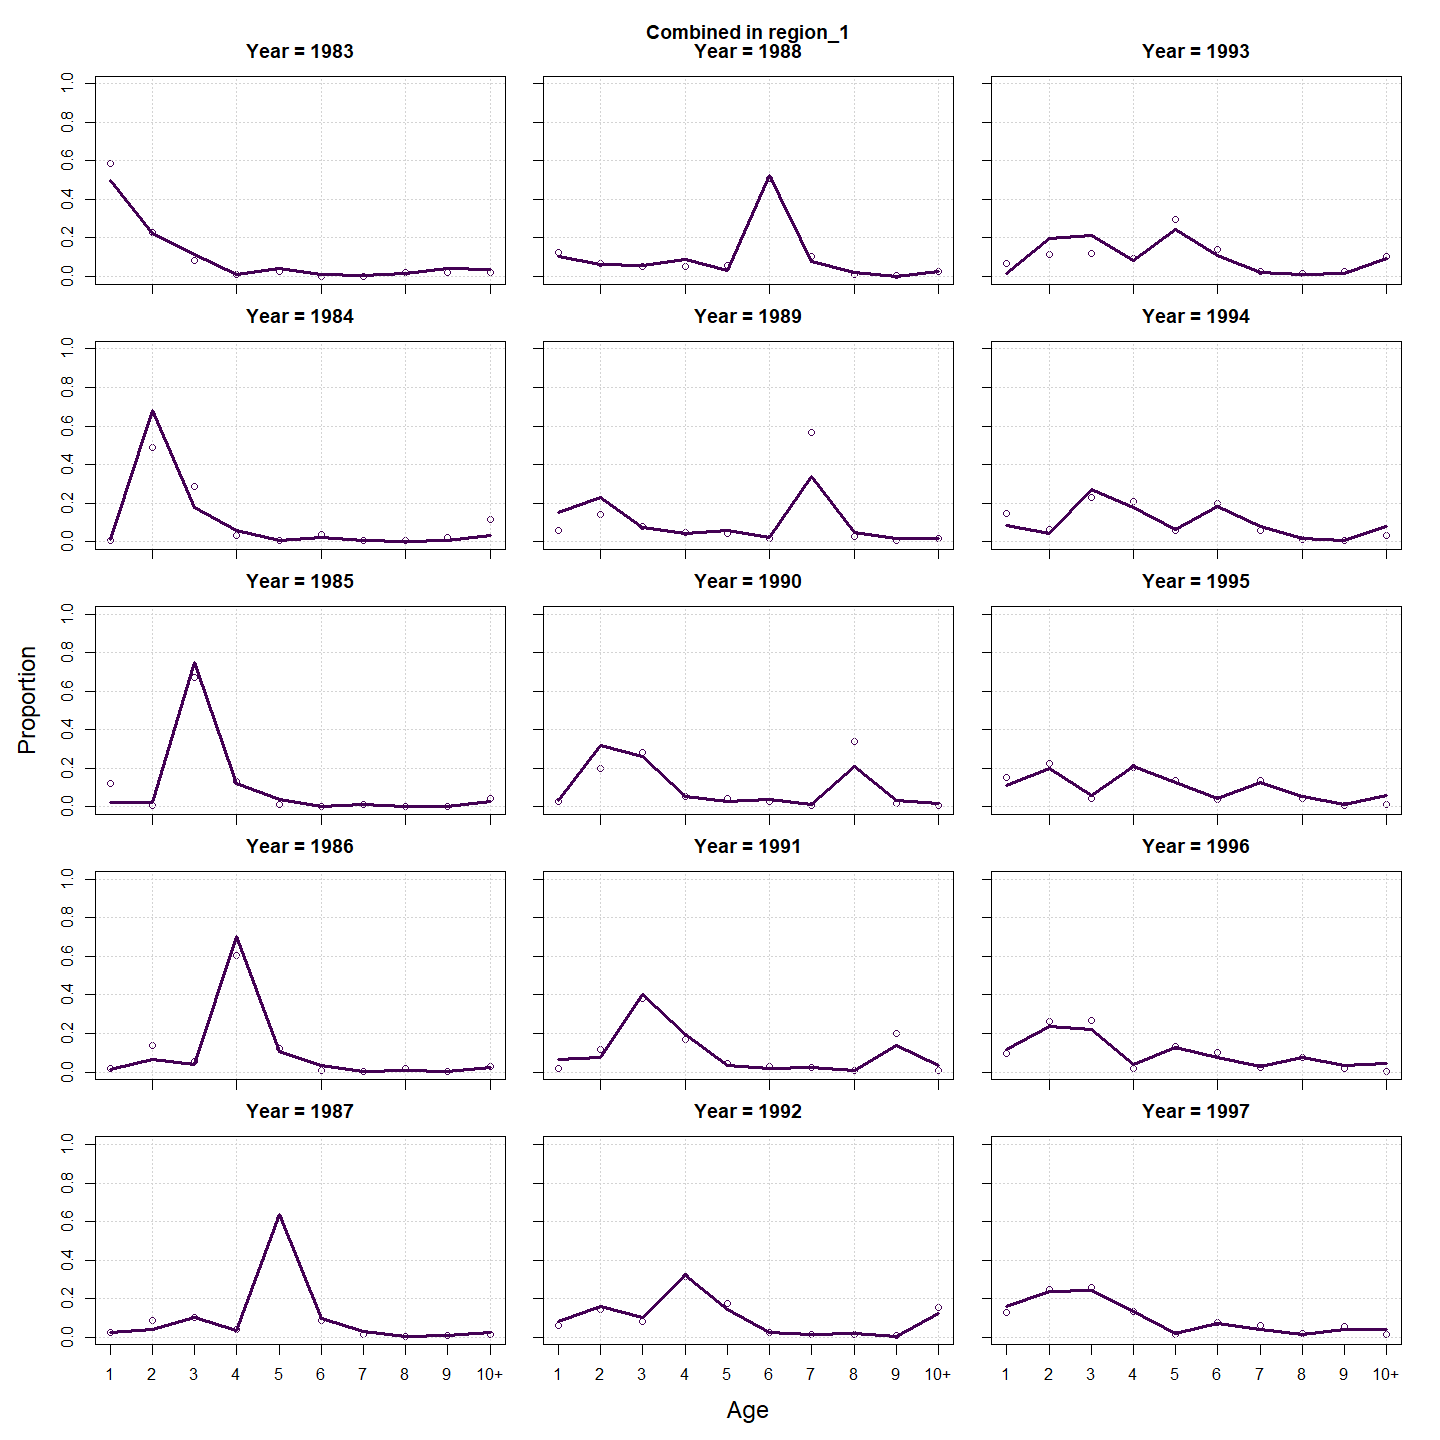 Combined in region_1
Year = 1983
Year = 1988
Year = 1993
0.0 0.2 0.4 0.6 0.8 1.0
Year = 1984
Year = 1989
Year = 1994
0.0 0.2 0.4 0.6 0.8 1.0
Year = 1985
Year = 1990
Year = 1995
0.0 0.2 0.4 0.6 0.8 1.0
Proportion
Year = 1986
Year = 1991
Year = 1996
0.0 0.2 0.4 0.6 0.8 1.0
Year = 1987
Year = 1992
Year = 1997
0.0 0.2 0.4 0.6 0.8 1.0
1 2 3 4 5 6 7 8 9 10+
1 2 3 4 5 6 7 8 9 10+
1 2 3 4 5 6 7 8 9 10+
Age